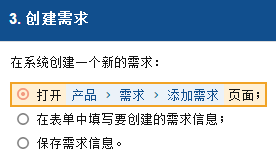 3. 创建需求
在系统创建一个新的需求：
打开 产品 > 需求 > 添加需求 页面；
在表单中填写要创建的需求信息；
保存需求信息。